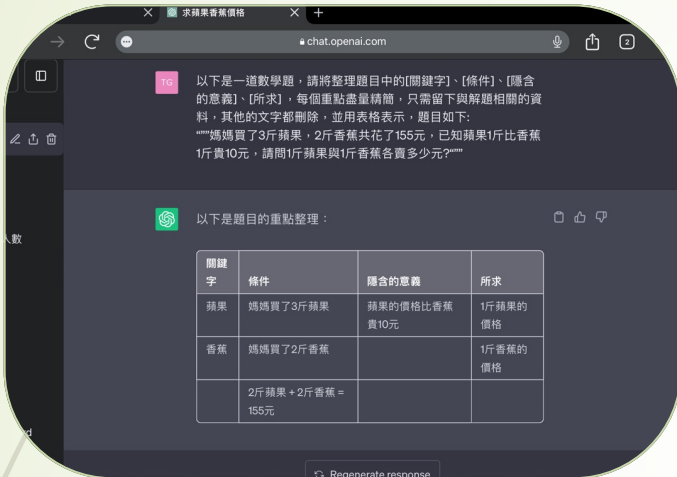 求蘋果香蕉價格
chat.openai.com
2
TG
以下是一道數學題，請將整理題目中的[關鍵字]、[條件]、[隱含
的意義]、[所求]，每個重點盡量精簡，只需留下與解題相關的資
料，其他的文字都刪除，並用表格表示，題目如下:
“””媽媽買了3斤蘋果，2斤香蕉共花了155元，已知蘋果1斤比香蕉
1斤貴10元，請問1斤蘋果與1斤香蕉各賣多少元?“””
人數
以下是題目的重點整理：
關鍵
字 條件 隱含的意義 所求
蘋果 媽媽買了3斤蘋果 蘋果的價格比香蕉 1斤蘋果的
貴10元 價格
香蕉 媽媽買了2斤香蕉 1斤香蕉的
價格
2斤蘋果 + 2斤香蕉 =
155元
d
Regenerate response